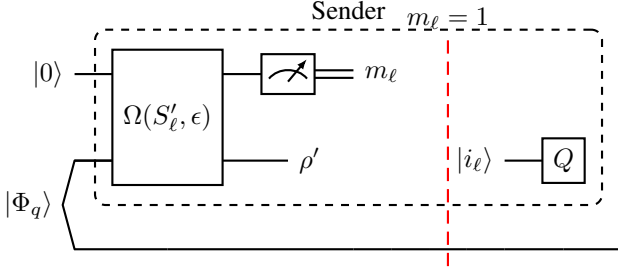 Sender
m_ℓ = 1
|0⟩
Ω(S′_ℓ, ϵ)
m_ℓ
ρ′
|i_ℓ⟩
Q
|Φ_q⟩